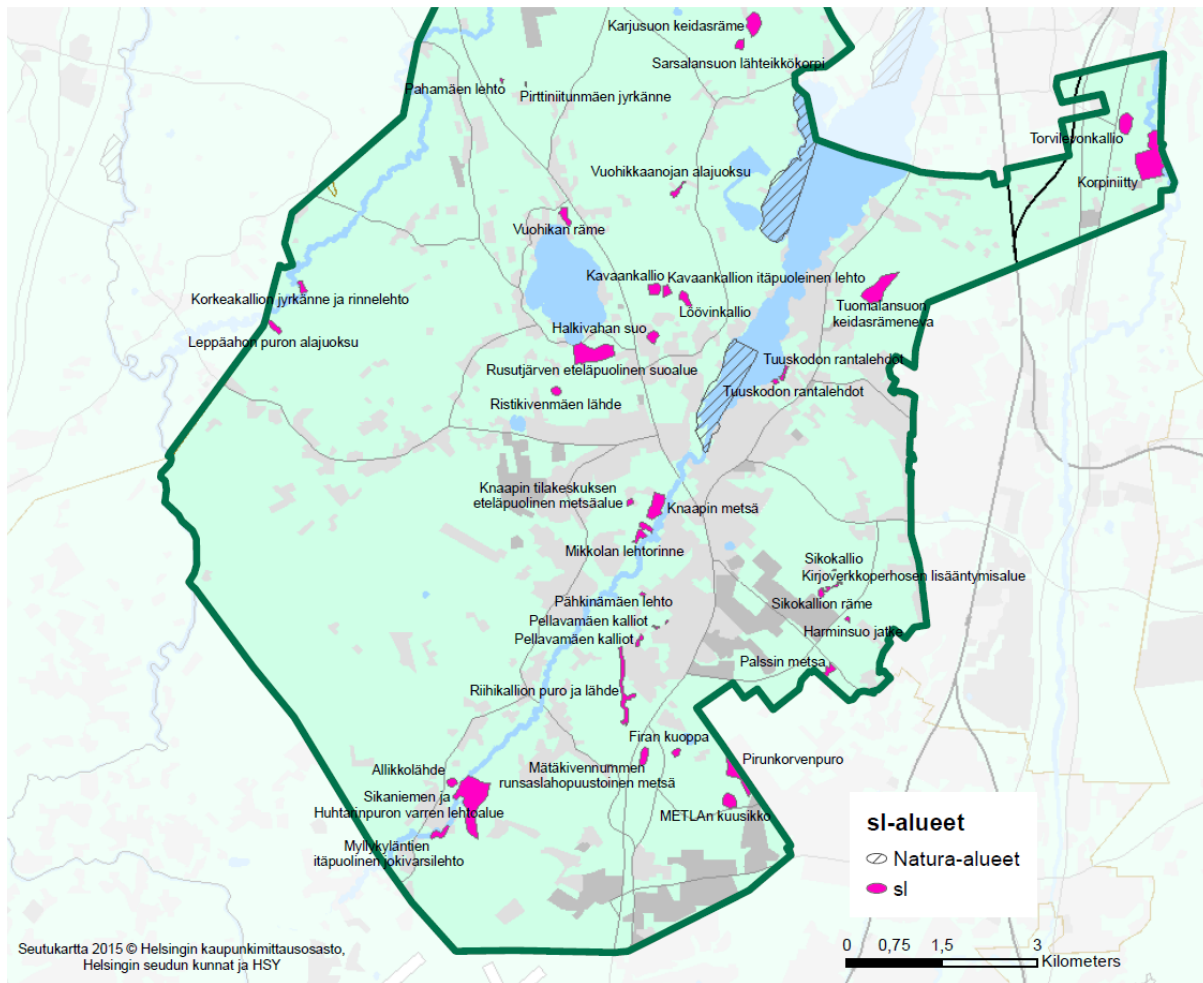 Karjusuon keidasräme
Sarsalansuon lähteikkökorpi
Pahamäen lehto
Pirttiniitunmäen jyrkänne
Torvilevonkallio
Vuohikkaanojan alajuoksu
Korpiniitty
Vuohikan räme
Kavaankallio
Kavaankallion itäpuoleinen lehto
Korkeakallion jyrkänne ja rinnelehto
Löövinkallio
Tuomalansuon
keidasrämeneva
Halkivahan suo
Leppäahon puron alajuoksu
Tuuskodon rantalehdot
Rusutjärven eteläpuolinen suoalue
Tuuskodon rantalehdot
Ristikivenmäen lähde
Knaapin tilakeskuksen
eteläpuolinen metsäalue
Knaapin metsä
Mikkolan lehtorinne
Sikokallio
Kirjoverkkoperhosen lisääntymisalue
Pähkinämäen lehto
Sikokallion räme
Pellavamäen kalliot
Harminsuo jatke
Pellavamäen kalliot
Palssin metsa
Riihikallion puro ja lähde
Firan kuoppa
Pirunkorvenpuro
Allikkolähde
Mätäkivennummen
runsaslahopuustoinen metsä
Sikaniemen ja
Huhtarinpuron varren lehtoalue
METLAn kuusikko
Myllykyläntien
itäpuolinen jokivarsilehto
sl-alueet
Natura-alueet
sl
0 0,75 1,5 3
Kilometers
Seutukartta 2015 © Helsingin kaupunkimittausosasto,
Helsingin seudun kunnat ja HSY